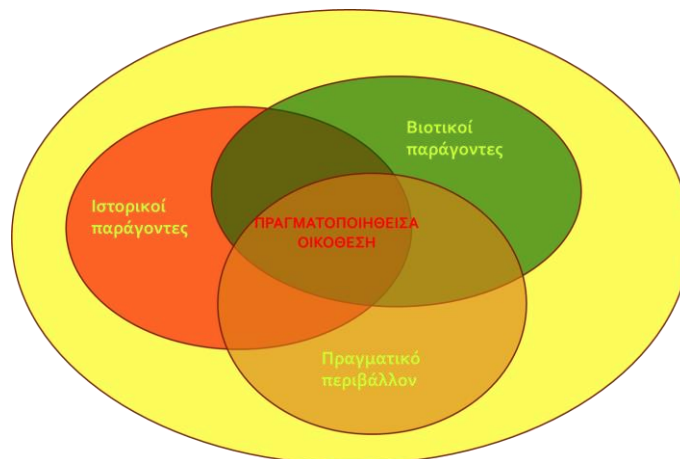 Βιοτικοί
παράγοντες
Ιστορικοί
παράγοντες
ΠΡΑΓΜΑΤΟΠΟΙΗΘΕΙΣΑ
ΟΙΚΟΘΕΣΗ
Πραγματικό
περιβάλλον